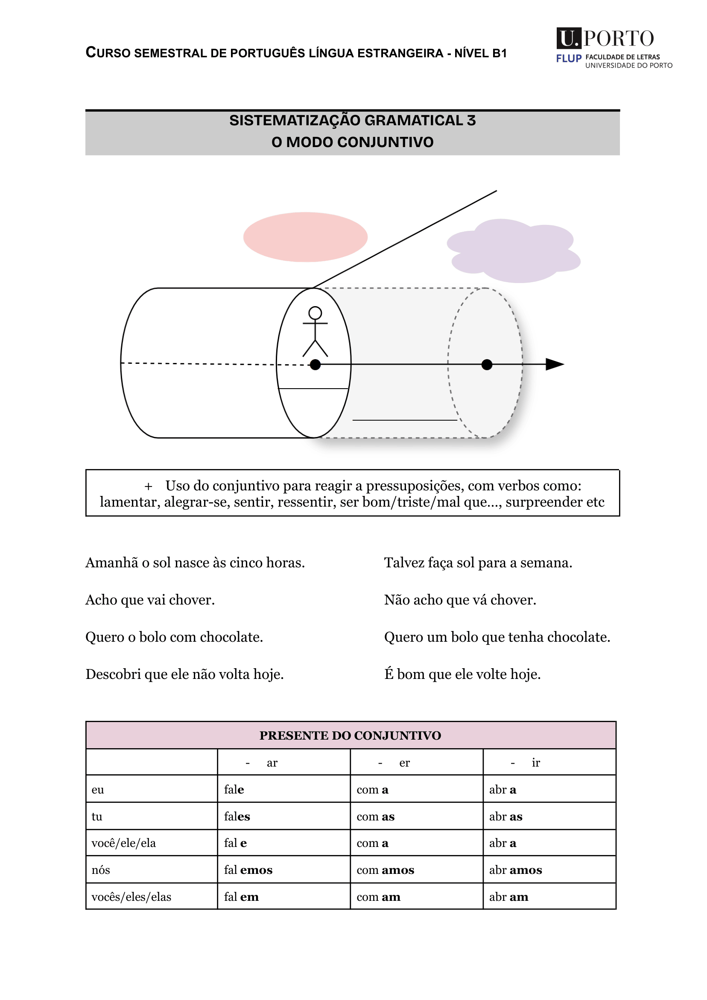 CURSO SEMESTRAL DE PORTUGUÊS LÍNGUA ESTRANGEIRA - NÍVEL B1
U.PORTO
FLUP FACULDADE DE LETRAS
UNIVERSIDADE DO PORTO
SISTEMATIZAÇÃO GRAMATICAL 3
O MODO CONJUNTIVO
+ Uso do conjuntivo para reagir a pressuposições, com verbos como:
lamentar, alegrar-se, sentir, ressentir, ser bom/triste/mal que..., surpreender etc
Amanhã o sol nasce às cinco horas. Talvez faça sol para a semana.
Acho que vai chover. Não acho que vá chover.
Quero o bolo com chocolate. Quero um bolo que tenha chocolate.
Descobri que ele não volta hoje. É bom que ele volte hoje.
PRESENTE DO CONJUNTIVO
- ar - er - ir
eu fale com a abr a
tu fales com as abr as
você/ele/ela fal e com a abr a
nós fal emos com amos abr amos
vocês/eles/elas fal em com am abr am